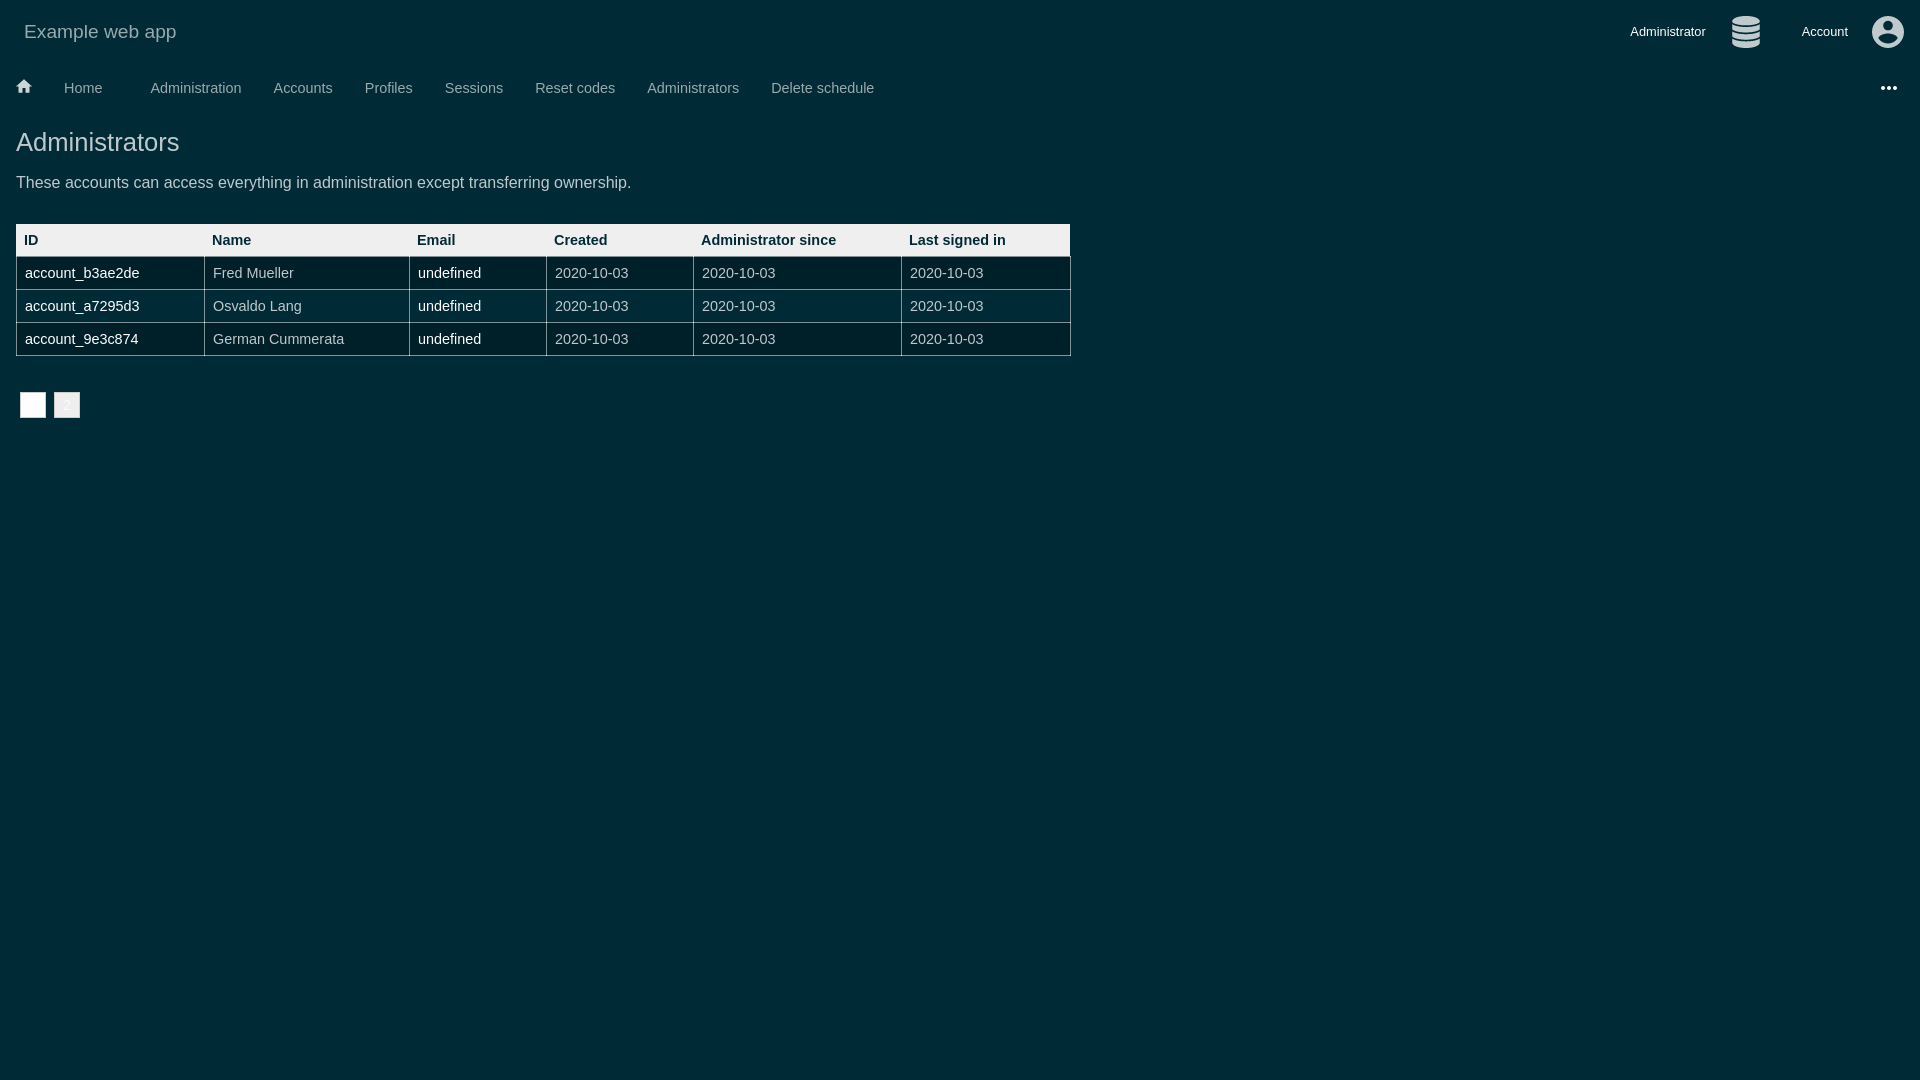 Example web app
Administrator
Account
Home Administration Accounts Profiles Sessions Reset codes Administrators Delete schedule
Administrators
These accounts can access everything in administration except transferring ownership.
ID Name Email Created Administrator since Last signed in
account_b3ae2de Fred Mueller undefined 2020-10-03 2020-10-03 2020-10-03
account_a7295d3 Osvaldo Lang undefined 2020-10-03 2020-10-03 2020-10-03
account_9e3c874 German Cummerata undefined 2020-10-03 2020-10-03 2020-10-03
2